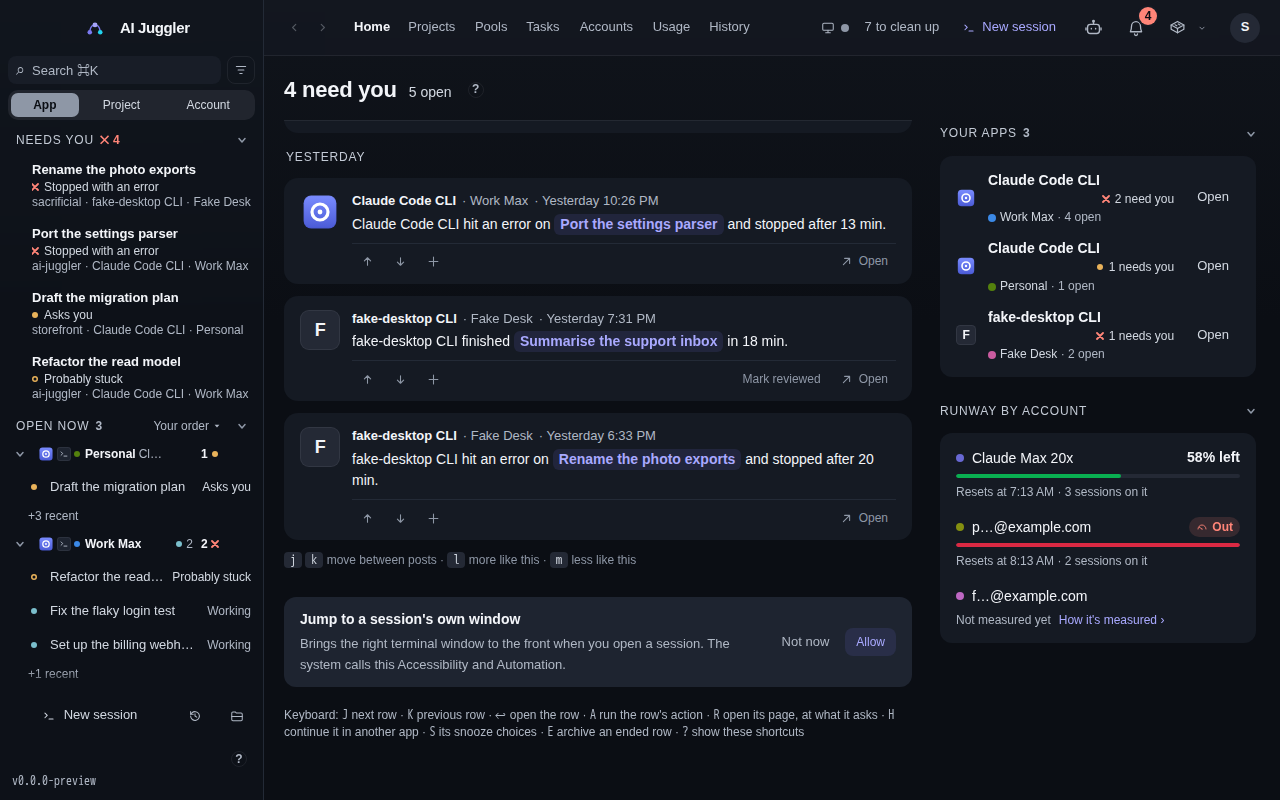 AI Juggler
Search ⌘K
App Project Account
NEEDS YOU 4
Rename the photo exports
Stopped with an error
sacrificial · fake-desktop CLI · Fake Desk
Port the settings parser
Stopped with an error
ai-juggler · Claude Code CLI · Work Max
Draft the migration plan
Asks you
storefront · Claude Code CLI · Personal
Refactor the read model
Probably stuck
ai-juggler · Claude Code CLI · Work Max
OPEN NOW 3 Your order
Personal Cl… 1
Draft the migration plan Asks you
+3 recent
Work Max 2 2
Refactor the read… Probably stuck
Fix the flaky login test Working
Set up the billing webh… Working
+1 recent
New session
?
v0.0.0-preview
Home Projects Pools Tasks Accounts Usage History
7 to clean up New session 4 S
4 need you 5 open ?
YESTERDAY
Claude Code CLI · Work Max · Yesterday 10:26 PM
Claude Code CLI hit an error on Port the settings parser and stopped after 13 min.
Open
F
fake-desktop CLI · Fake Desk · Yesterday 7:31 PM
fake-desktop CLI finished Summarise the support inbox in 18 min.
Mark reviewed Open
F
fake-desktop CLI · Fake Desk · Yesterday 6:33 PM
fake-desktop CLI hit an error on Rename the photo exports and stopped after 20
min.
Open
j k move between posts · l more like this · m less like this
Jump to a session's own window
Brings the right terminal window to the front when you open a session. The
system calls this Accessibility and Automation.
Not now Allow
Keyboard: J next row · K previous row · ↩ open the row · A run the row's action · R open its page, at what it asks · H
continue it in another app · S its snooze choices · E archive an ended row · ? show these shortcuts
YOUR APPS 3
Claude Code CLI
2 need you Open
Work Max · 4 open
Claude Code CLI
1 needs you Open
Personal · 1 open
F
fake-desktop CLI
1 needs you Open
Fake Desk · 2 open
RUNWAY BY ACCOUNT
Claude Max 20x 58% left
Resets at 7:13 AM · 3 sessions on it
p…@example.com Out
Resets at 8:13 AM · 2 sessions on it
f…@example.com
Not measured yet How it's measured ›